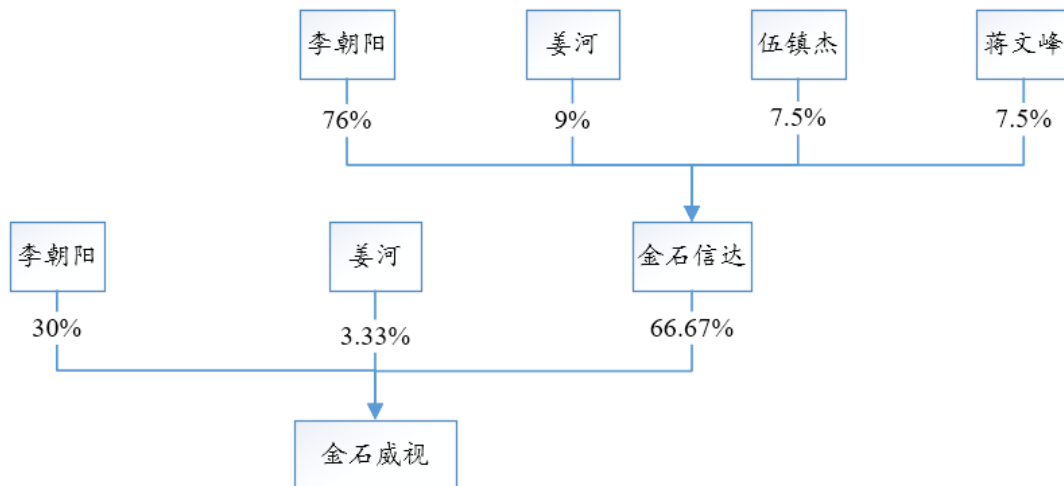 李朝阳 姜河 伍镇杰 蒋文峰
76% 9% 7.5% 7.5%
李朝阳 姜河 金石信达
30% 3.33% 66.67%
金石威视